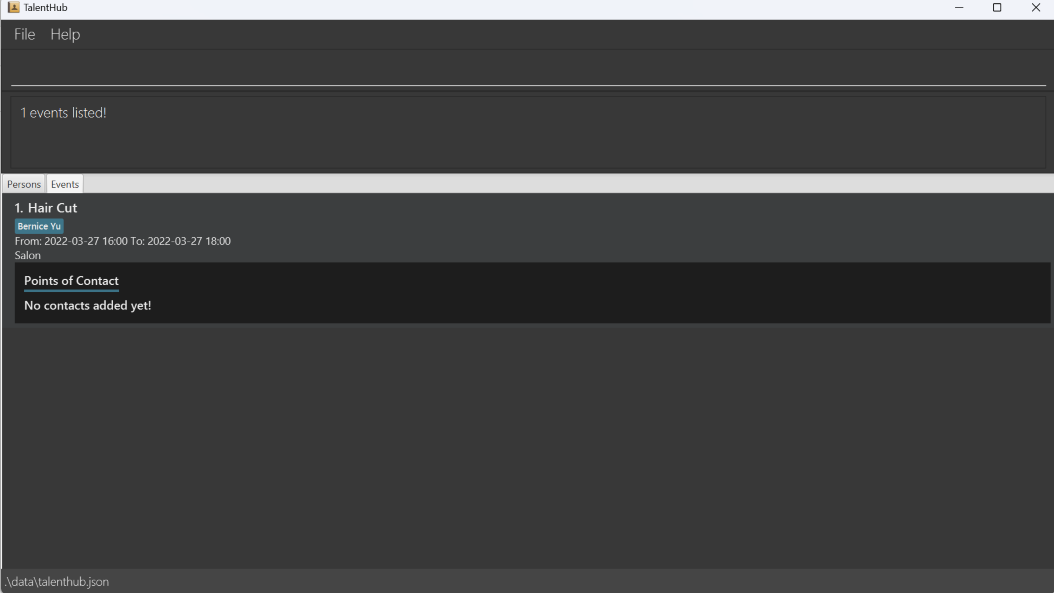 TalentHub
File Help
1 events listed!
Persons Events
1. Hair Cut
Bernice Yu
From: 2022-03-27 16:00 To: 2022-03-27 18:00
Salon
Points of Contact
No contacts added yet!
.\data\talenthub.json